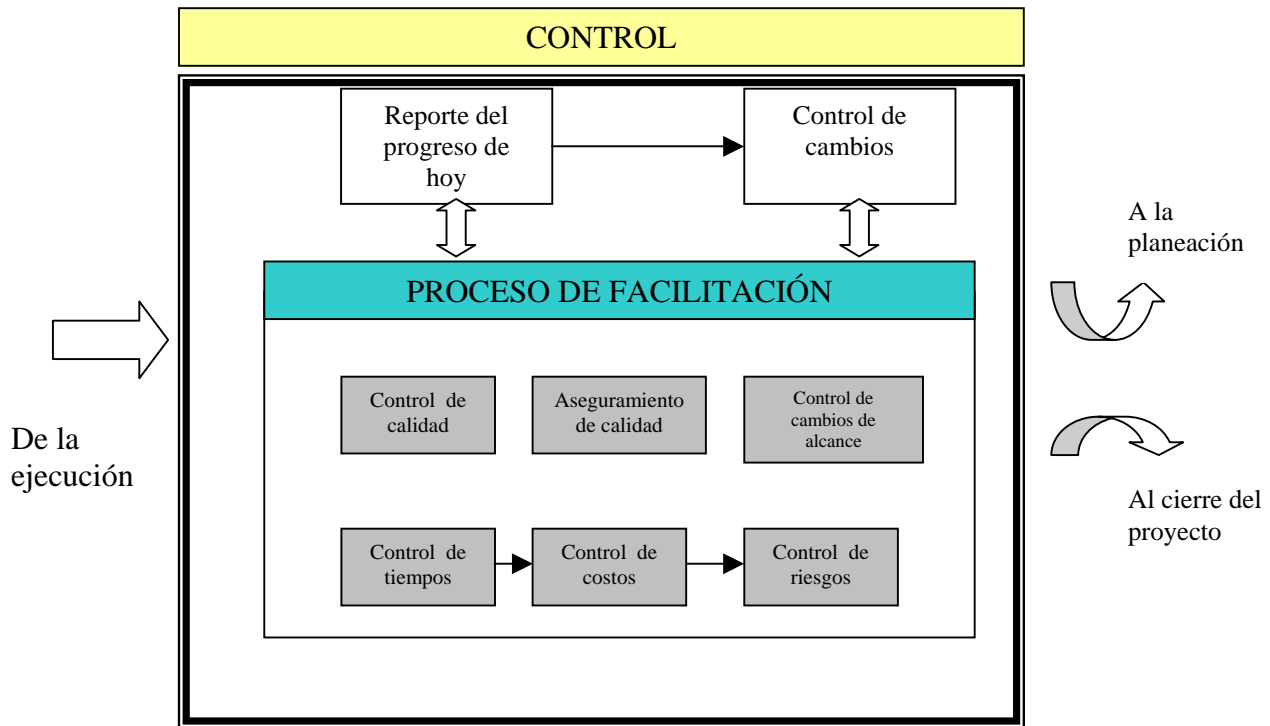 CONTROL
Reporte del
progreso de
hoy
Control de
cambios
A la
planeación
PROCESO DE FACILITACIÓN
Control de
calidad
Aseguramiento
de calidad
Control de
cambios de
alcance
De la
ejecución
Al cierre del
proyecto
Control de
tiempos
Control de
costos
Control de
riesgos